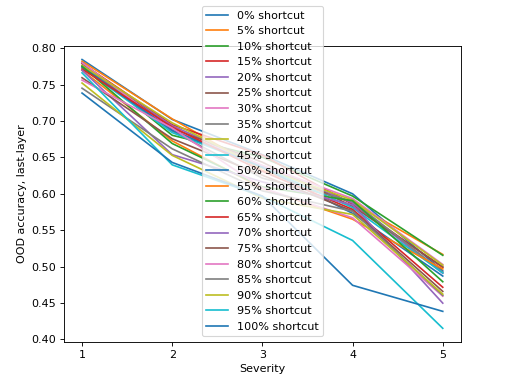 0.80
0.75
0.70
0.65
0.60
0.55
0.50
0.45
0.40
OOD accuracy, last-layer
0% shortcut
5% shortcut
10% shortcut
15% shortcut
20% shortcut
25% shortcut
30% shortcut
35% shortcut
40% shortcut
45% shortcut
50% shortcut
55% shortcut
60% shortcut
65% shortcut
70% shortcut
75% shortcut
80% shortcut
85% shortcut
90% shortcut
95% shortcut
100% shortcut
1 2 3 4 5
Severity